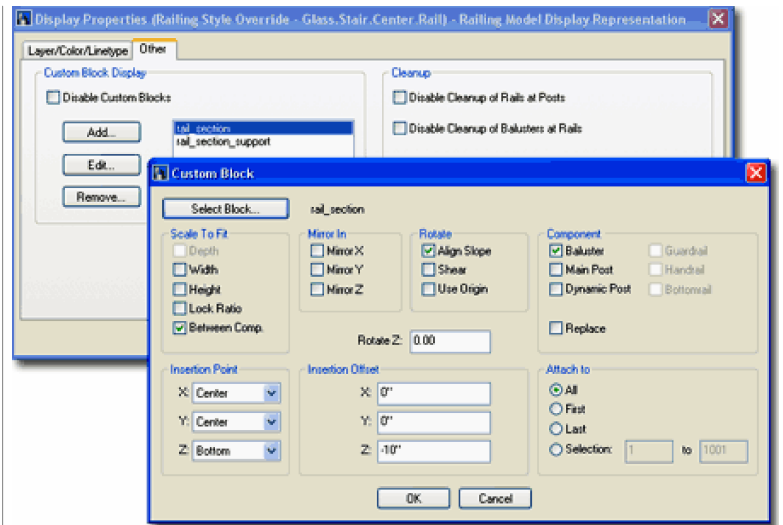 Display Properties (Railing Style Override - Glass.Stair.Center.Rail) - Railing Model Display Representation
Layer/Color/Linetype Other
Custom Block Display
Cleanup
Disable Custom Blocks
Disable Cleanup of Rails at Posts
Add...
rail_section
Disable Cleanup of Balusters at Rails
rail_section_support
Edit...
Remove...
Custom Block
Select Block... rail_section
Scale To Fit
Mirror In
Rotate
Component
Depth
Mirror X
Align Slope
Baluster
Guardrail
Width
Mirror Y
Shear
Main Post
Handrail
Height
Mirror Z
Use Origin
Dynamic Post
Bottomrail
Lock Ratio
Between Comp.
Replace
Rotate Z: 0.00
Insertion Point
Insertion Offset
Attach to
X: Center
X: 0"
All
First
Y: Center
Y: 0"
Last
Z: Bottom
Z: -10"
Selection: 1 to 1001
OK Cancel